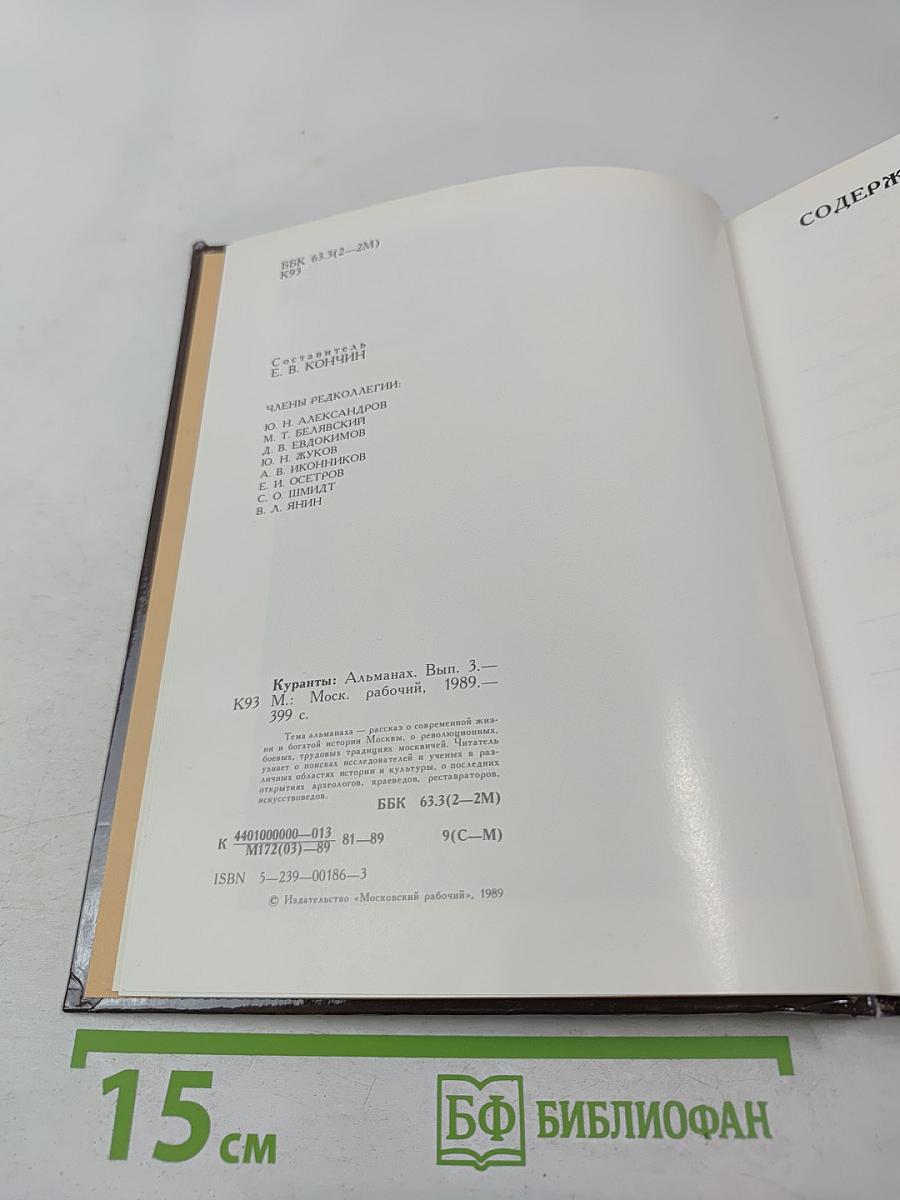 ББК 63.3(2—2М)
К93
Составитель
Е. В. КОНЧИН
ЧЛЕНЫ РЕДКОЛЛЕГИИ:
Ю. Н. АЛЕКСАНДРОВ
М. Т. БЕЛЯВСКИЙ
Д. В. ЕВДОКИМОВ
Ю. Н. ЖУКОВ
А. В. ИКОННИКОВ
Е. И. ОСЕТРОВ
С. О. ШМИДТ
В. Л. ЯНИН
Куранты: Альманах. Вып. 3.—
К93 М.: Моск. рабочий, 1989.—
399 с.
Тема альманаха — рассказ о современной жиз-
ни и богатой истории Москвы, о революционных,
боевых, трудовых традициях москвичей. Читатель
узнает о поисках исследователей и ученых в раз-
личных областях истории и культуры, о последних
открытиях археологов, краеведов, реставраторов,
искусствоведов.
ББК 63.3(2—2М)
К 4401000000—013 81—89 9(С—М)
М172(03)—89
ISBN 5—239—00186—3
© Издательство «Московский рабочий», 1989
СОДЕРЖ
15 см
БФ БИБЛИОФАН